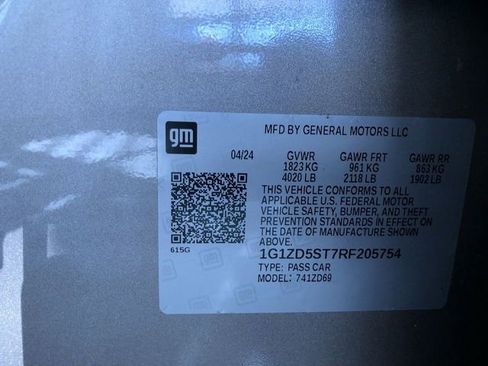 gm
MFD BY GENERAL MOTORS LLC
04/24 GVWR GAWR FRT GAWR RR
1823 KG 961 KG 863 KG
4020 LB 2118 LB 1902 LB
THIS VEHICLE CONFORMS TO ALL
APPLICABLE U.S. FEDERAL MOTOR
VEHICLE SAFETY, BUMPER, AND THEFT
PREVENTION STANDARDS IN EFFECT ON
THE DATE OF MANUFACTURE SHOWN
ABOVE.
615G
1G1ZD5ST7RF205754
TYPE: PASS CAR
MODEL: 741ZD69